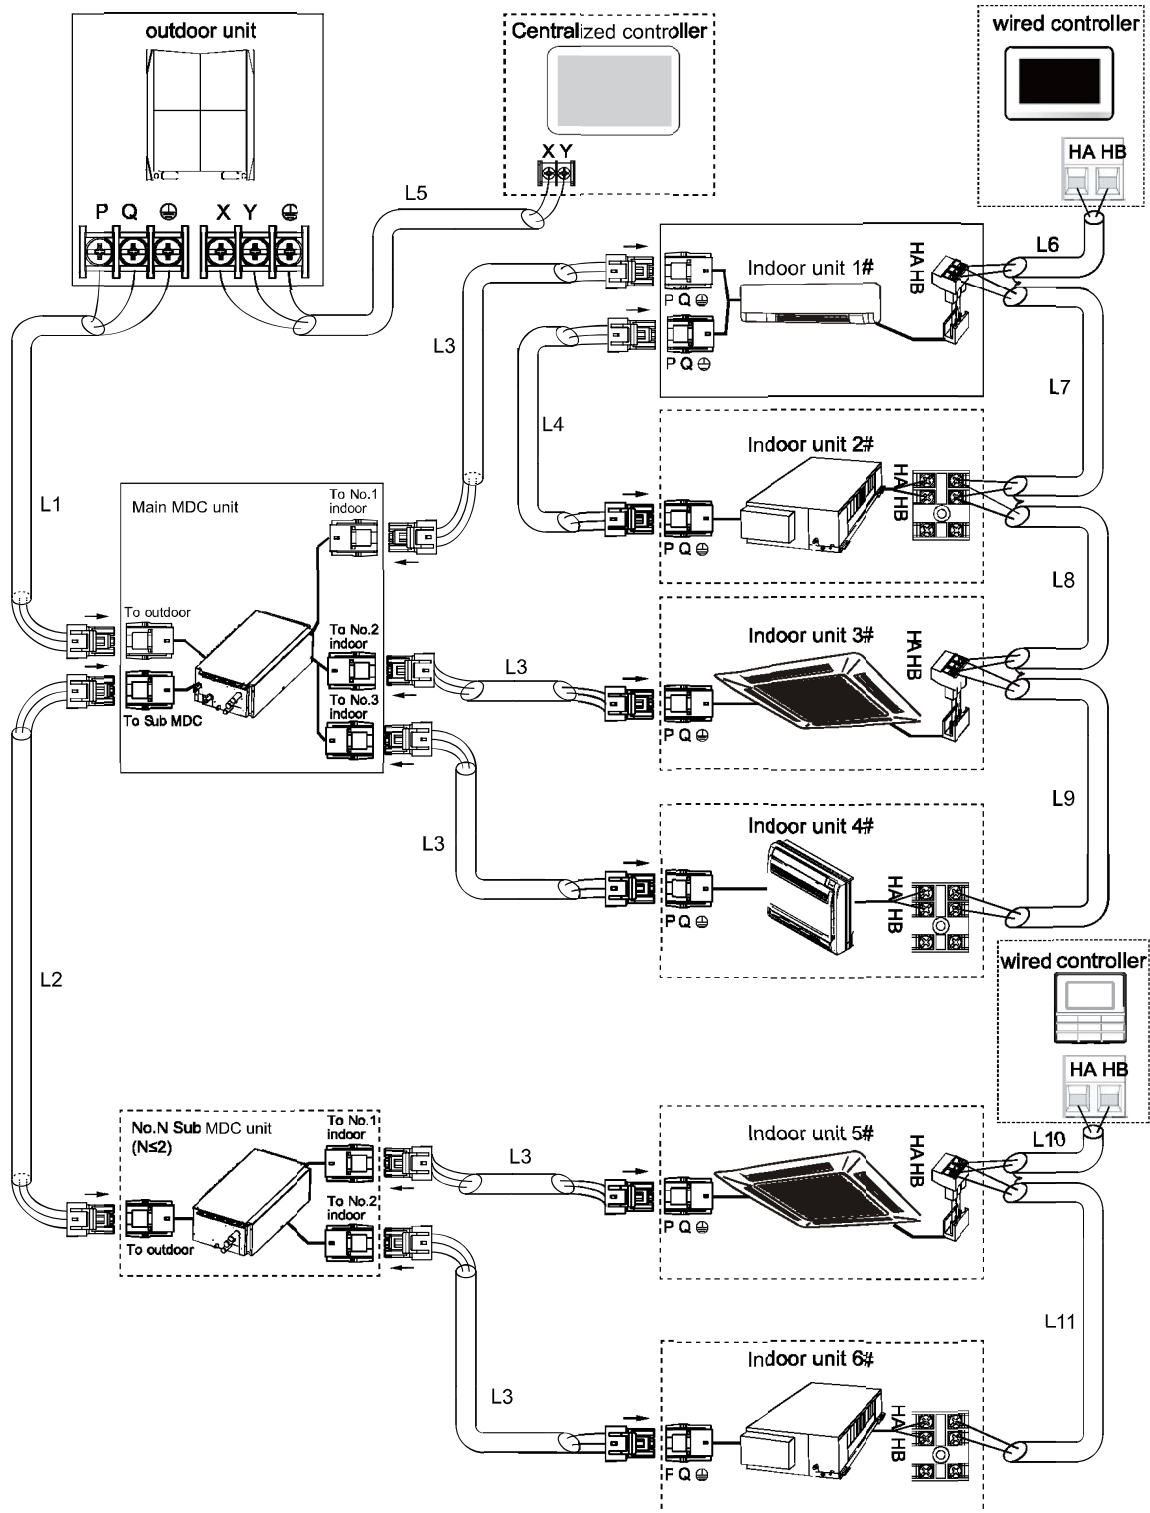 outdoor unit
P Q X Y
Centralized controller
X Y
wired controller
HA HB
L5
L6
L3
Indoor unit 1#
HA HB
P Q
P Q
L7
L4
Indoor unit 2#
HA HB
P Q
L1
Main MDC unit
To No.1
indoor
To outdoor
To No.2
indoor
To No.3
indoor
To Sub MDC
L3
L8
Indoor unit 3#
HA HB
P Q
L3
L9
Indoor unit 4#
HA HB
P Q
L2
wired controller
HA HB
No.N Sub MDC unit
(N≤2)
To No.1
indoor
To No.2
indoor
To outdoor
L3
L10
Indoor unit 5#
HA HB
P Q
L11
L3
Indoor unit 6#
HA HB
P Q